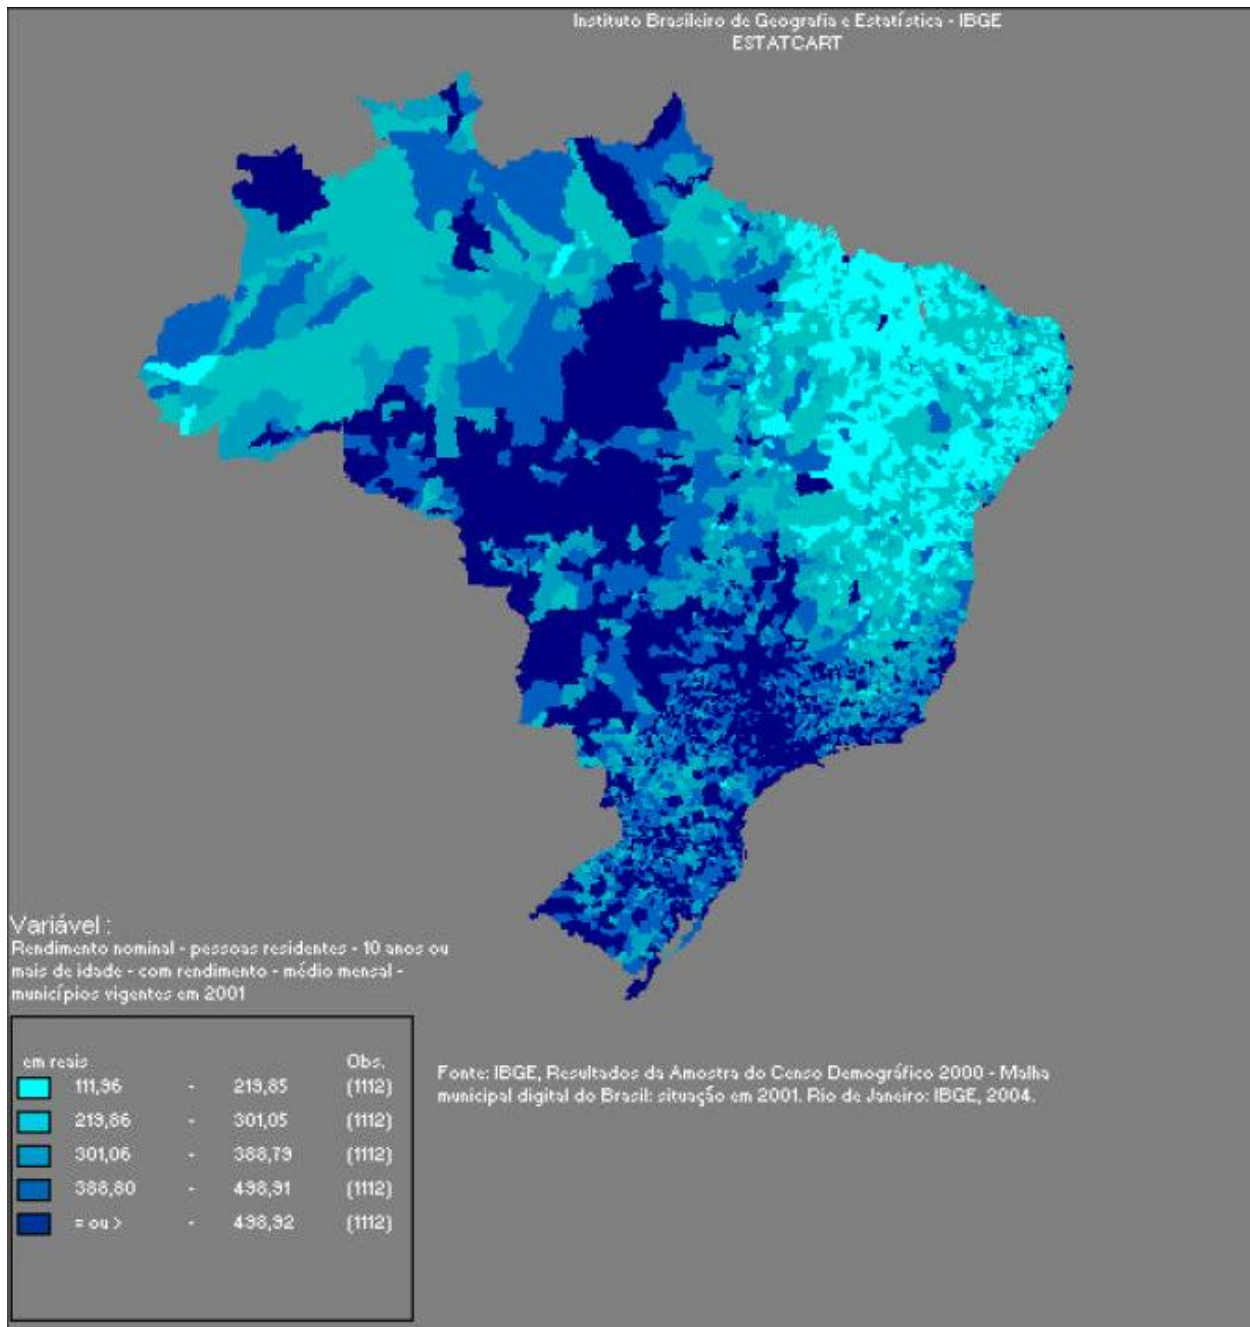 Instituto Brasileiro de Geografia e Estatística - IBGE
ESTATCART
Variável :
Rendimento nominal - pessoas residentes - 10 anos ou
mais de idade - com rendimento - médio mensal -
municípios vigentes em 2001
em reais Obs.
111,96 - 219,85 (1112)
219,86 - 301,05 (1112)
301,06 - 388,79 (1112)
388,80 - 498,91 (1112)
= ou > - 498,92 (1112)
Fonte: IBGE, Resultados da Amostra do Censo Demográfico 2000 - Malha
municipal digital do Brasil: situação em 2001. Rio de Janeiro: IBGE, 2004.